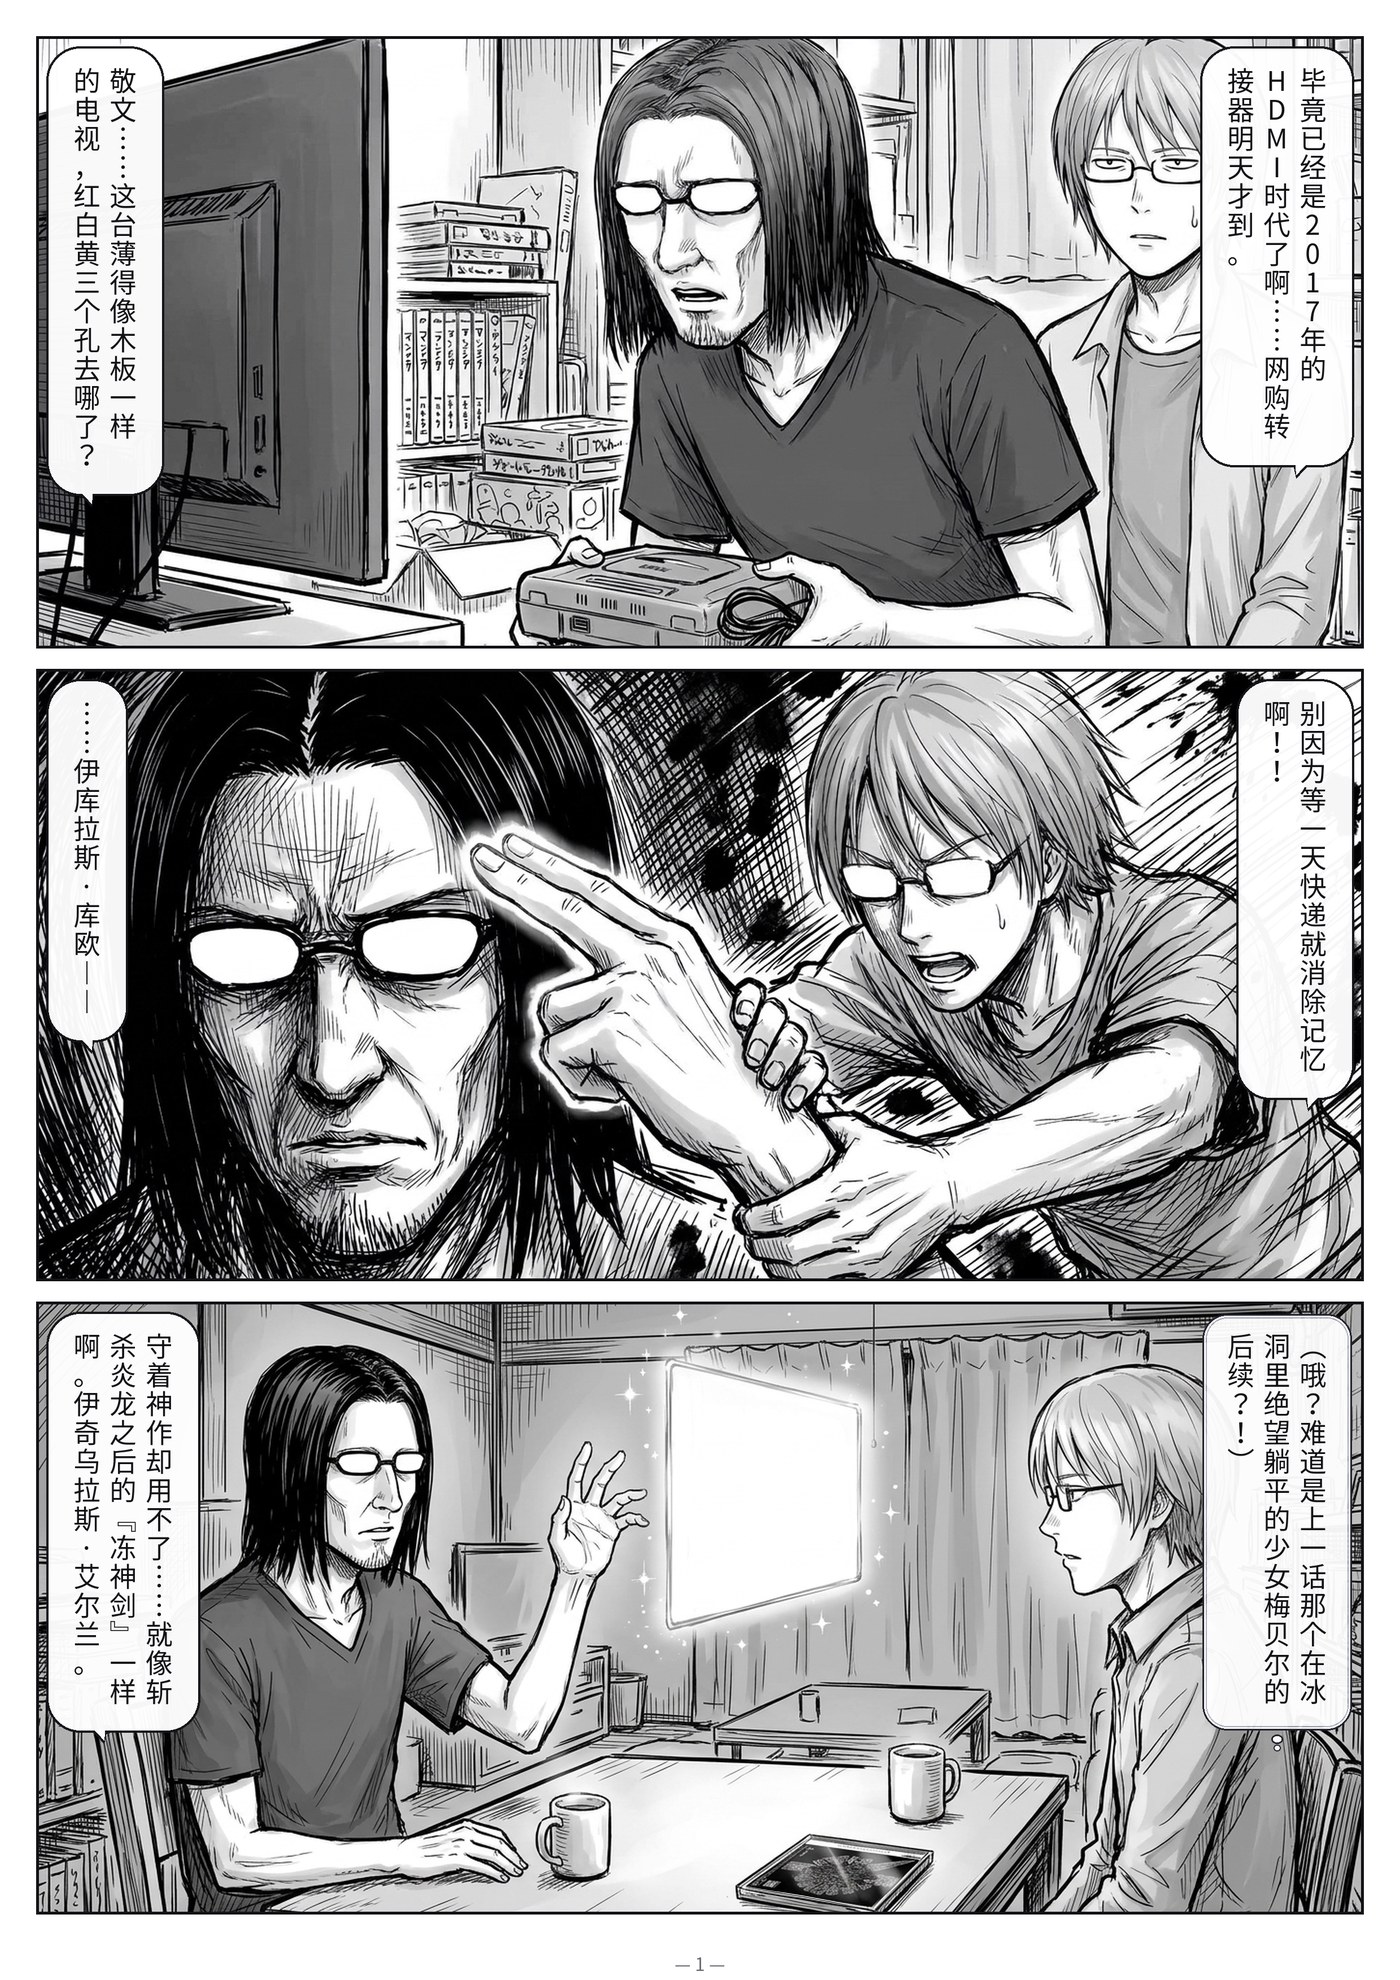 敬文……这台薄得像木板一样
的电视,红白黄三个孔去哪了?
毕竟已经是2017年的
HDMI时代了啊……网购转
接器明天才到。
……伊库拉斯·库欧——
别因为等一天快递就消除记忆
啊!!
守着神作却用不了……就像斩
杀炎龙之后的『冻神剑』一样
啊。伊奇乌拉斯·艾尔兰。
(哦?难道是上一话那个在冰
洞里绝望躺平的少女梅贝尔的
后续?!)
— 1 —